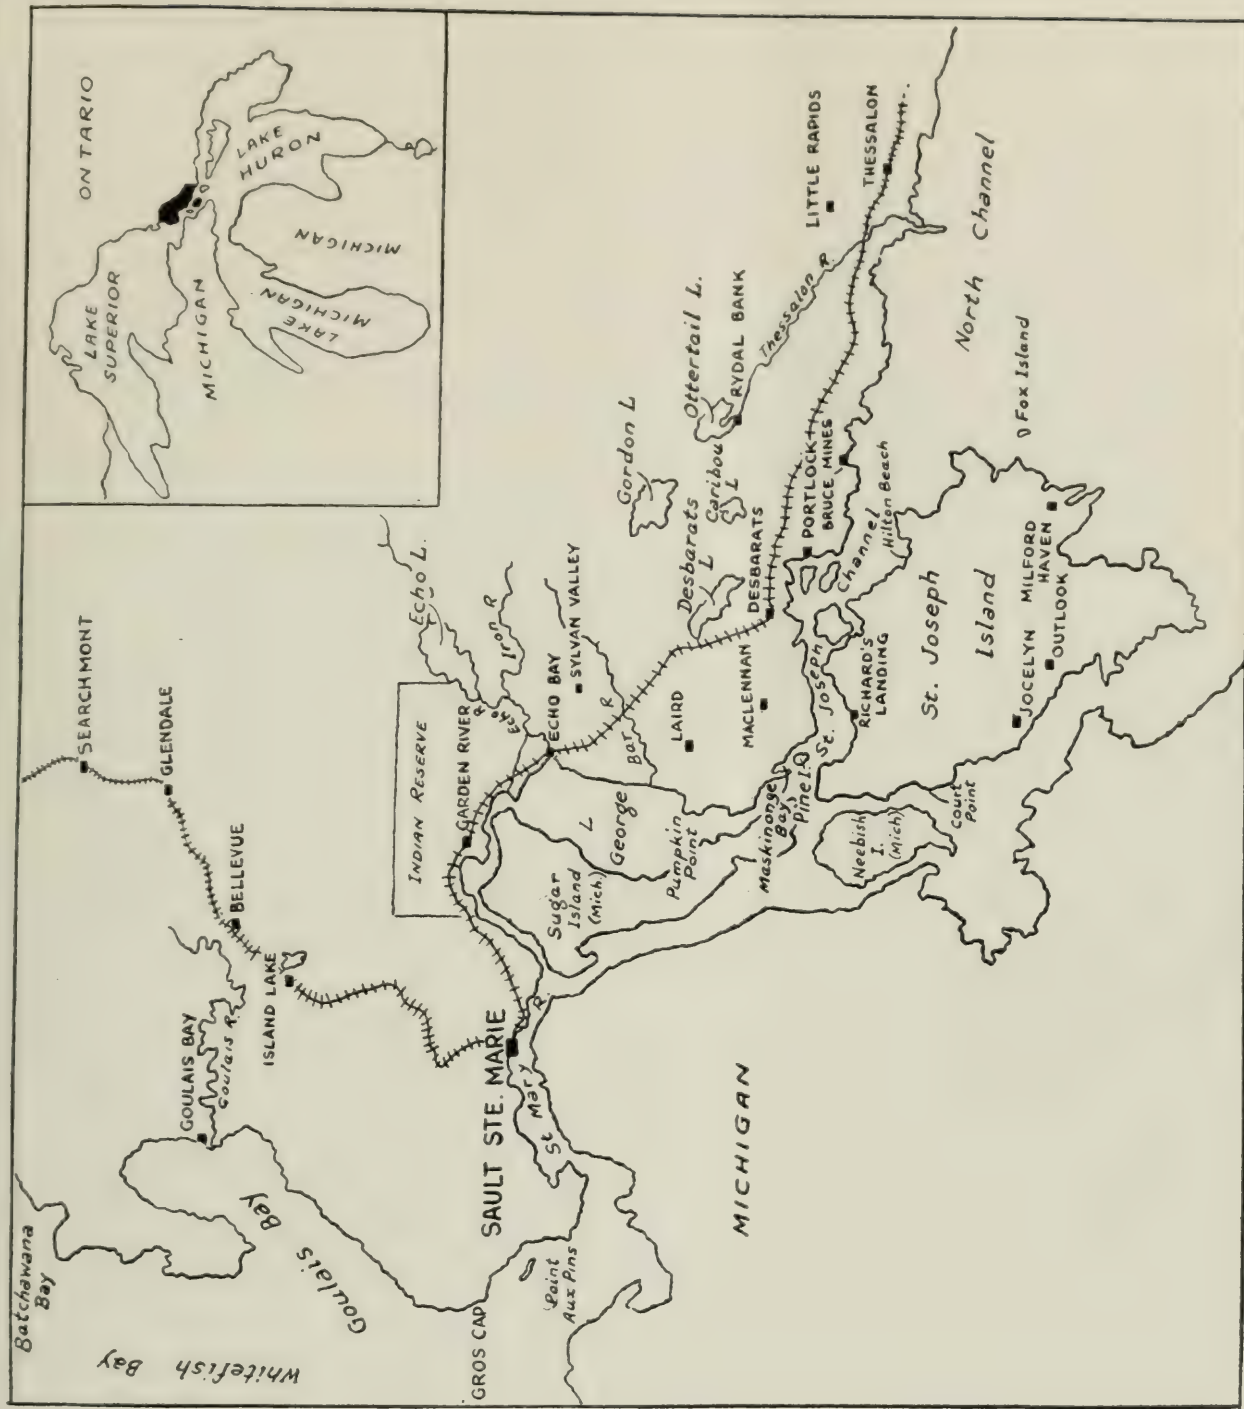 Batchawana
Bay
Whitefish Bay
Goulais Bay
GOULAIS BAY
Goulais R.
SEARCHMONT
GLENDALE
BELLEVUE
ISLAND LAKE
GROS CAP
Point
Aux Pins
SAULT STE. MARIE
St Mary
R.
MICHIGAN
INDIAN RESERVE
GARDEN RIVER
Echo L.
Echo R
Iron R
ECHO BAY
SYLVAN VALLEY
Bar R
Sugar
Island
(Mich)
L
George
Pumpkin
Point
LAIRD
MACLENNAN
Maskinonge
Bay
Pine I.
Neebish
I.
(Mich)
Court
Point
St. Joseph
Channel
RICHARD'S
LANDING
Hilton Beach
St. Joseph
Island
JOCELYN
MILFORD
HAVEN
OUTLOOK
Fox Island
North Channel
Gordon L
Desbarats
L
Caribou
L
Ottertail L.
RYDAL BANK
DESBARATS
PORTLOCK
BRUCE MINES
Thessalon R.
LITTLE RAPIDS
THESSALON
ONTARIO
LAKE
SUPERIOR
MICHIGAN
LAKE
HURON
MICHIGAN
LAKE
MICHIGAN